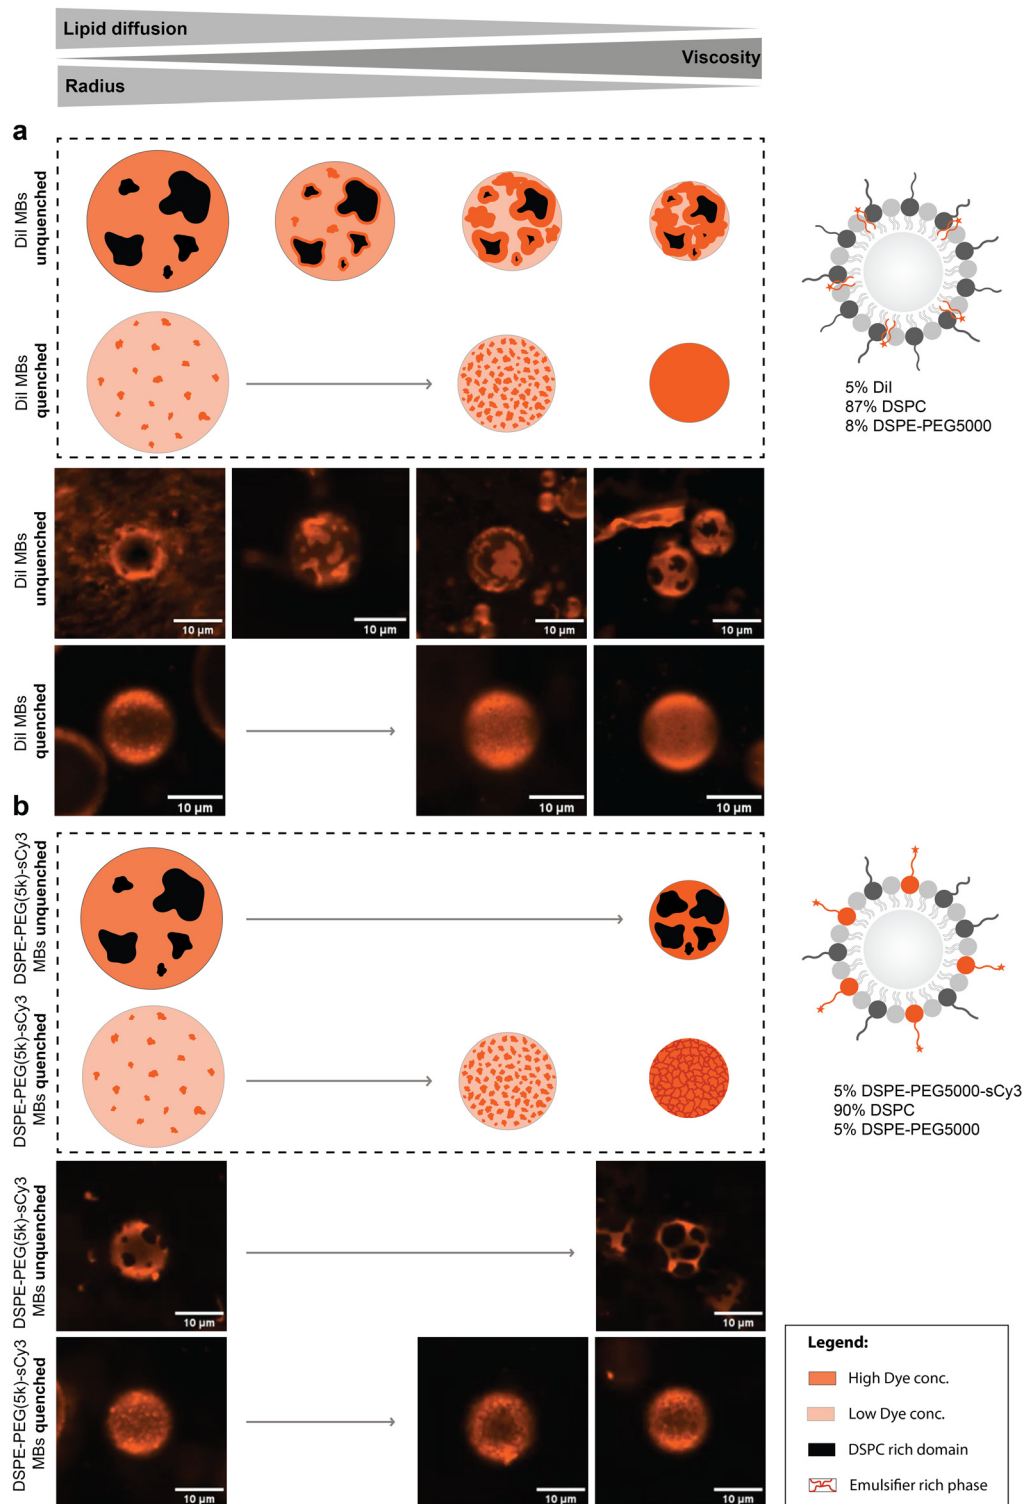 Lipid diffusion
Viscosity
Radius
a
DiI MBs
unquenched
DiI MBs
quenched
5% DiI
87% DSPC
8% DSPE-PEG5000
DiI MBs
unquenched
10 µm
10 µm
10 µm
10 µm
DiI MBs
quenched
10 µm
10 µm
10 µm
b
DSPE-PEG(5k)-sCy3
MBs unquenched
DSPE-PEG(5k)-sCy3
MBs quenched
5% DSPE-PEG5000-sCy3
90% DSPC
5% DSPE-PEG5000
DSPE-PEG(5k)-sCy3
MBs unquenched
10 µm
10 µm
DSPE-PEG(5k)-sCy3
MBs quenched
10 µm
10 µm
10 µm
Legend:
High Dye conc.
Low Dye conc.
DSPC rich domain
Emulsifier rich phase